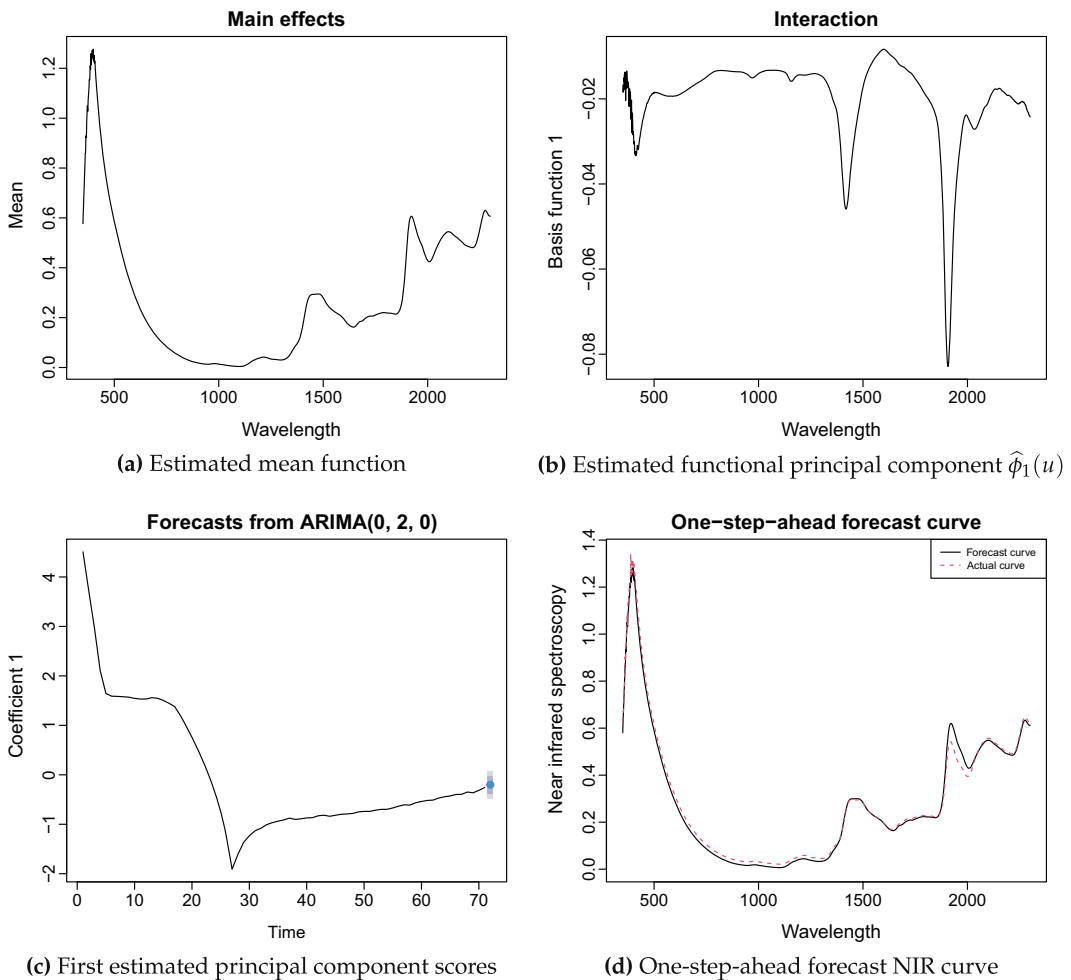 Main effects
Mean
0.0 0.2 0.4 0.6 0.8 1.0 1.2
500 1000 1500 2000
Wavelength
(a) Estimated mean function
Interaction
Basis function 1
−0.08 −0.06 −0.04 −0.02
500 1000 1500 2000
Wavelength
(b) Estimated functional principal component φ̂₁(u)
Forecasts from ARIMA(0, 2, 0)
Coefficient 1
−2 −1 0 1 2 3 4
0 10 20 30 40 50 60 70
Time
(c) First estimated principal component scores
One−step−ahead forecast curve
Near infrared spectroscopy
0.0 0.2 0.4 0.6 0.8 1.0 1.2 1.4
Forecast curve
Actual curve
500 1000 1500 2000
Wavelength
(d) One-step-ahead forecast NIR curve